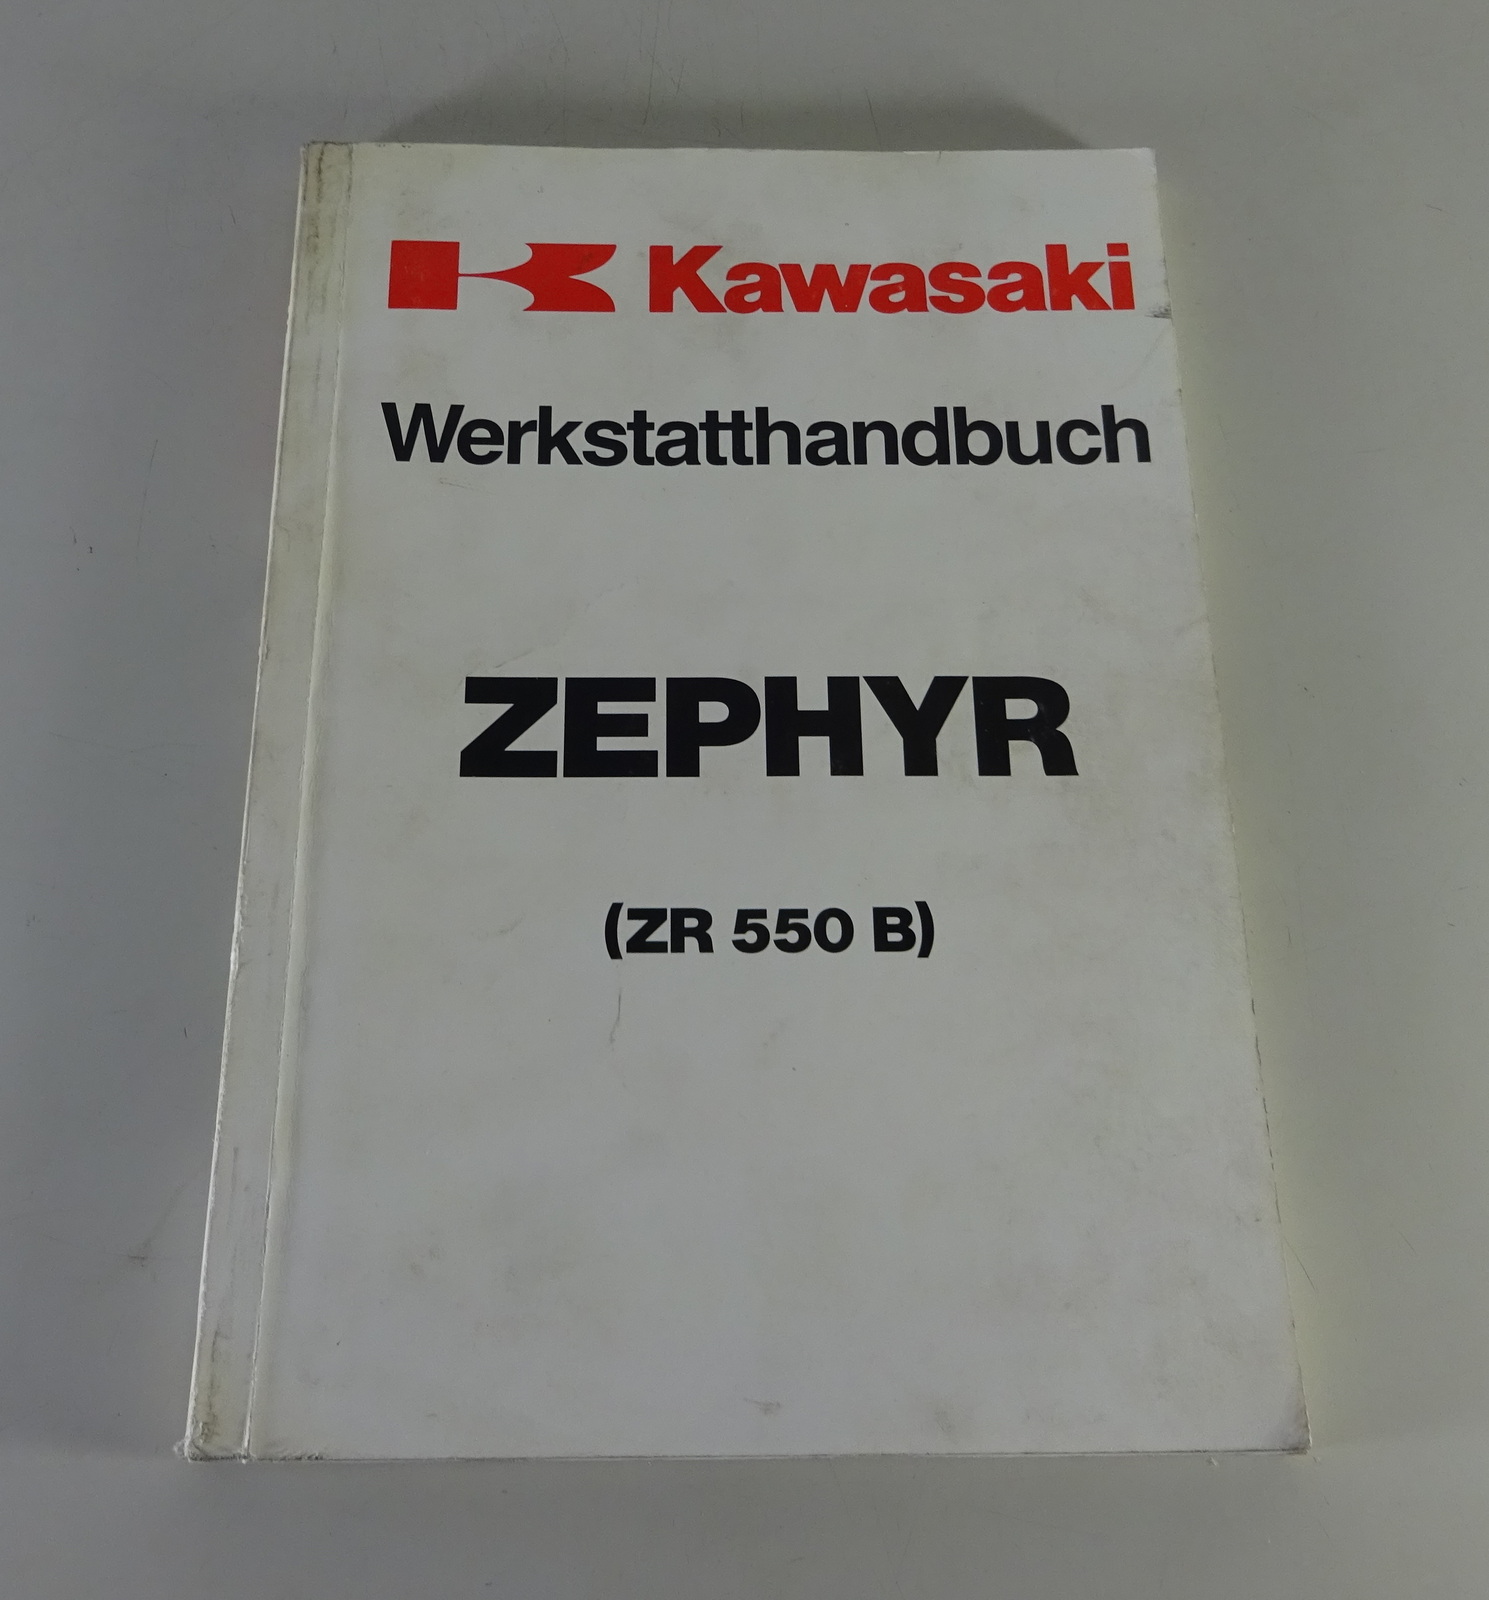 Kawasaki
Werkstatthandbuch
ZEPHYR
(ZR 550 B)